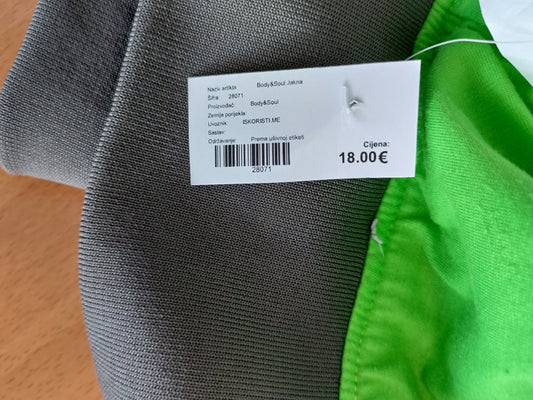 Naziv artikla: Body&Soul Jakna
Šifra: 28071
Proizvođač: Body&Soul
Zemlja porijekla:
Uvoznik: ISKORISTI.ME
Sastav:
Održavanje: Prema ušivnoj etiketi
Cijena:
18.00€
28071